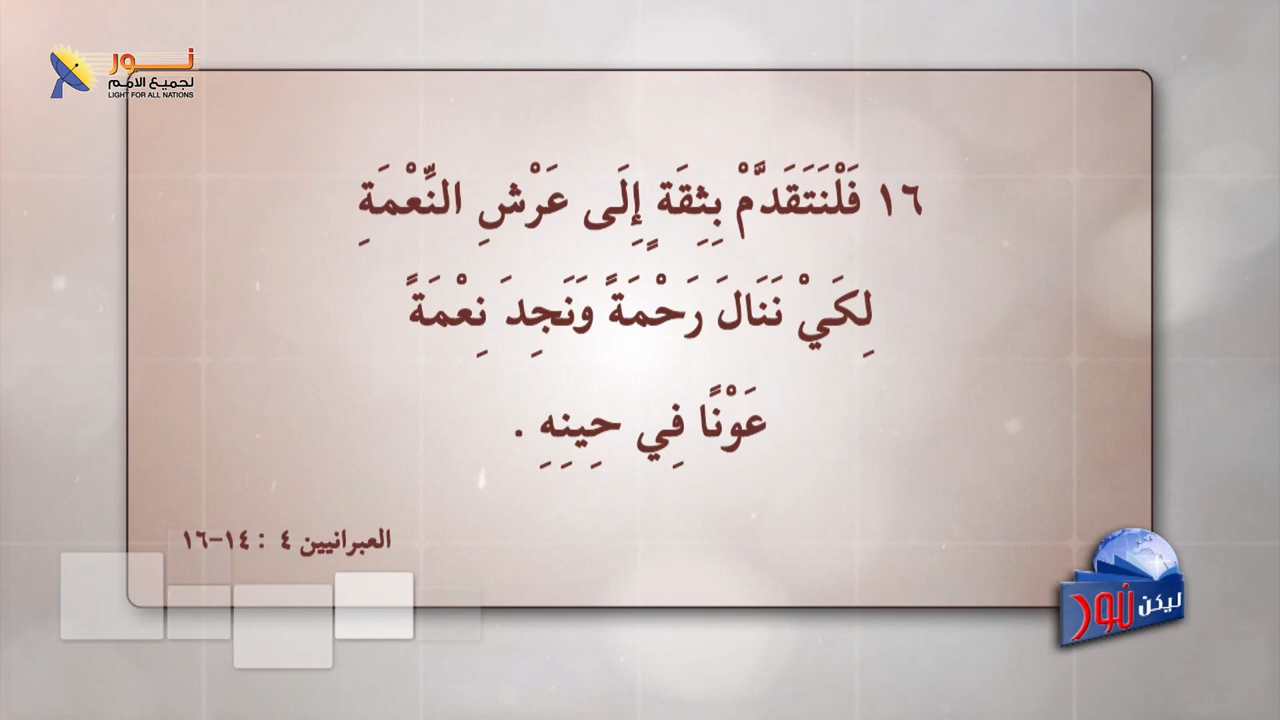 نور
لجميع الأمم
LIGHT FOR ALL NATIONS
١٦ فَلْنَتَقَدَّمْ بِثِقَةٍ إِلَى عَرْشِ النِّعْمَةِ
لِكَيْ نَنَالَ رَحْمَةً وَنَجِدَ نِعْمَةً
عَوْنًا فِي حِينِهِ .
العبرانيين ٤ : ١٤-١٦
ليكن نور